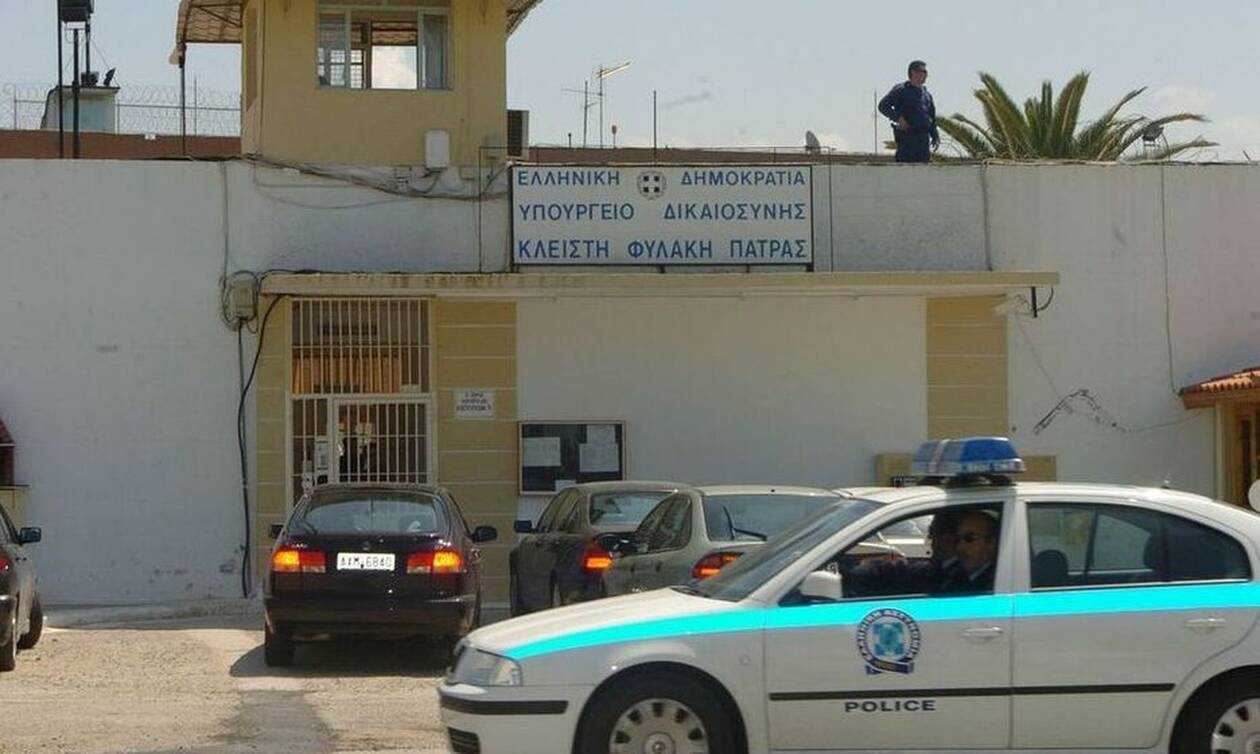 ΕΛΛΗΝΙΚΗ ΔΗΜΟΚΡΑΤΙΑ
ΥΠΟΥΡΓΕΙΟ ΔΙΚΑΙΟΣΥΝΗΣ
ΚΛΕΙΣΤΗ ΦΥΛΑΚΗ ΠΑΤΡΑΣ
POLICE